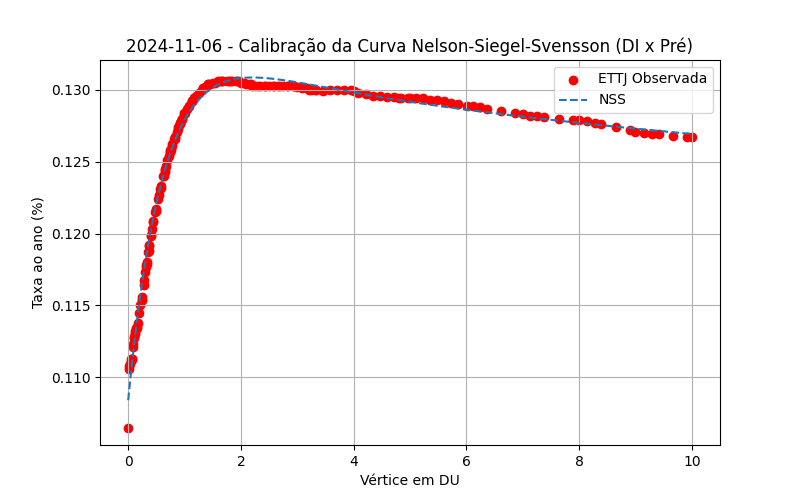 2024-11-06 - Calibração da Curva Nelson-Siegel-Svensson (DI x Pré)
ETTJ Observada
NSS
Taxa ao ano (%)
0.130
0.125
0.120
0.115
0.110
0 2 4 6 8 10
Vértice em DU